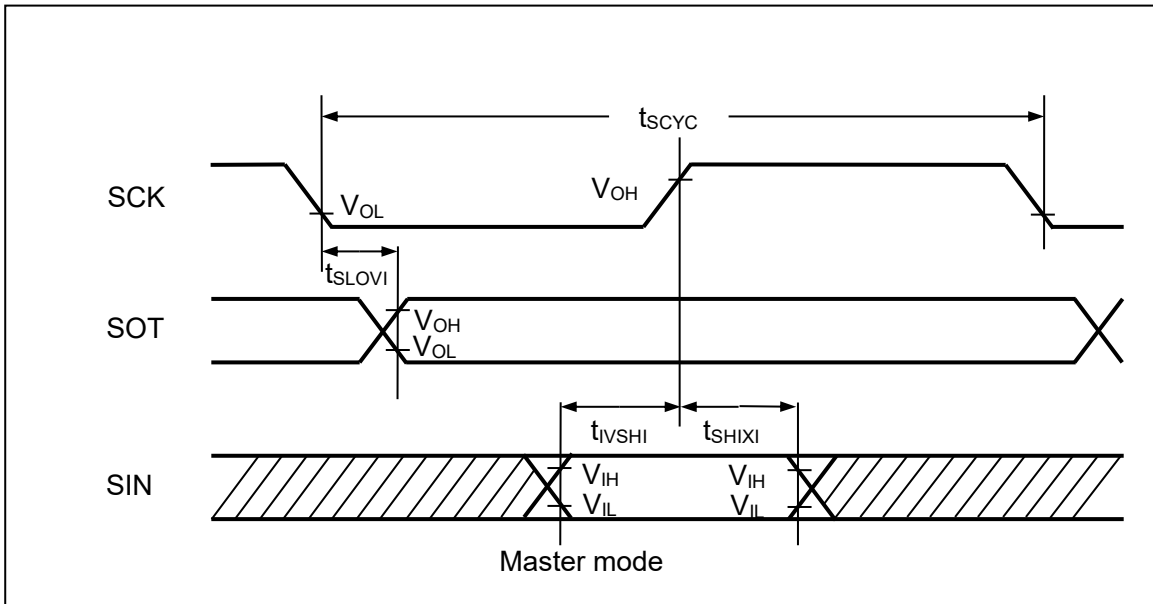 tSCYC
SCK
VOL
VOH
tSLOVI
SOT
VOH
VOL
tIVSHI
tSHIXI
SIN
VIH
VIH
VIL
VIL
Master mode